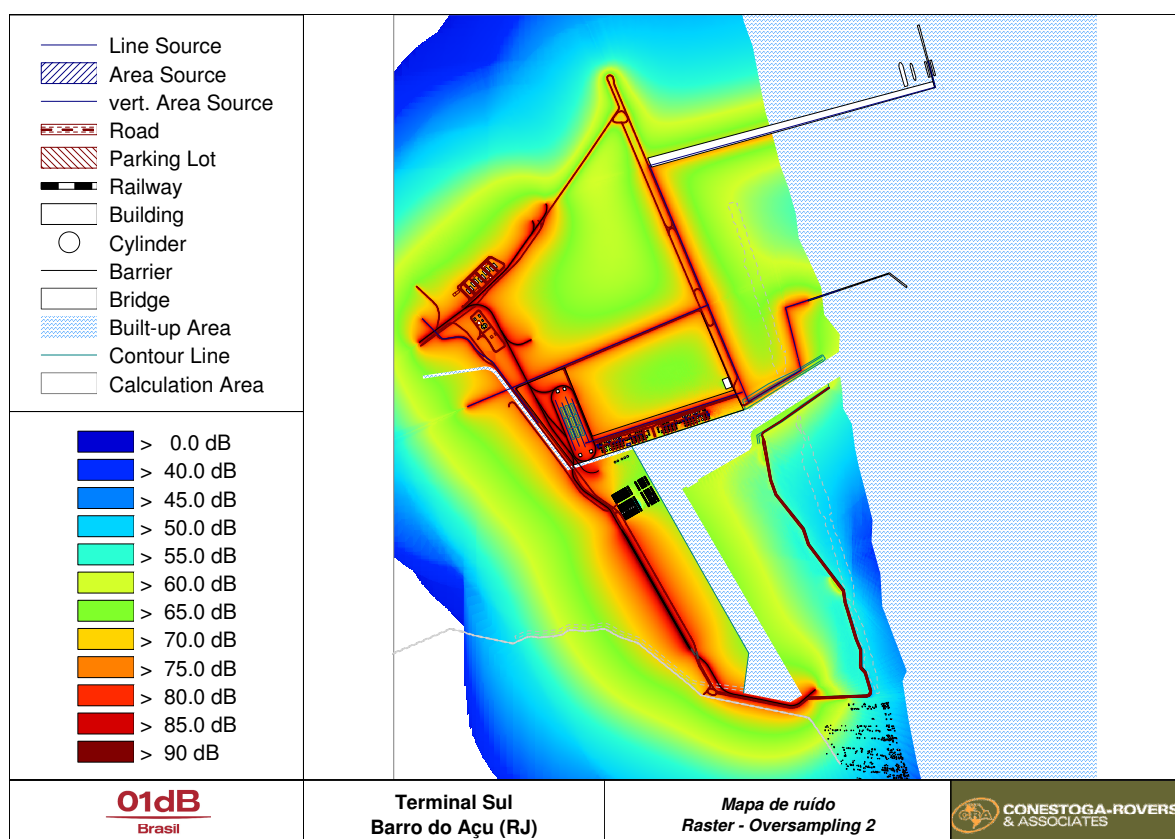 Line Source
Area Source
vert. Area Source
Road
Parking Lot
Railway
Building
Cylinder
Barrier
Bridge
Built-up Area
Contour Line
Calculation Area
> 0.0 dB
> 40.0 dB
> 45.0 dB
> 50.0 dB
> 55.0 dB
> 60.0 dB
> 65.0 dB
> 70.0 dB
> 75.0 dB
> 80.0 dB
> 85.0 dB
> 90 dB
01dB
Brasil
Terminal Sul
Barro do Açu (RJ)
Mapa de ruído
Raster - Oversampling 2
CRA
CONESTOGA-ROVERS
& ASSOCIATES